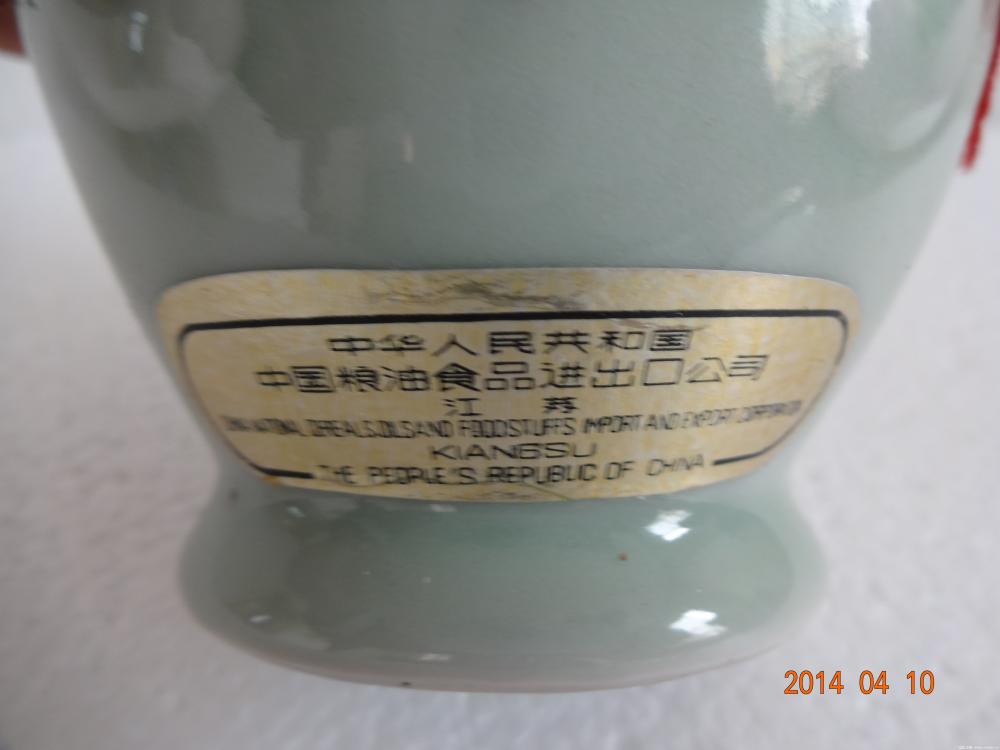 中华人民共和国
中国粮油食品进出口公司
江 苏
CHINA NATIONAL CEREALS,OILS AND FOODSTUFFS IMPORT AND EXPORT CORPORATION
KIANGSU
THE PEOPLE'S REPUBLIC OF CHINA
2014 04 10